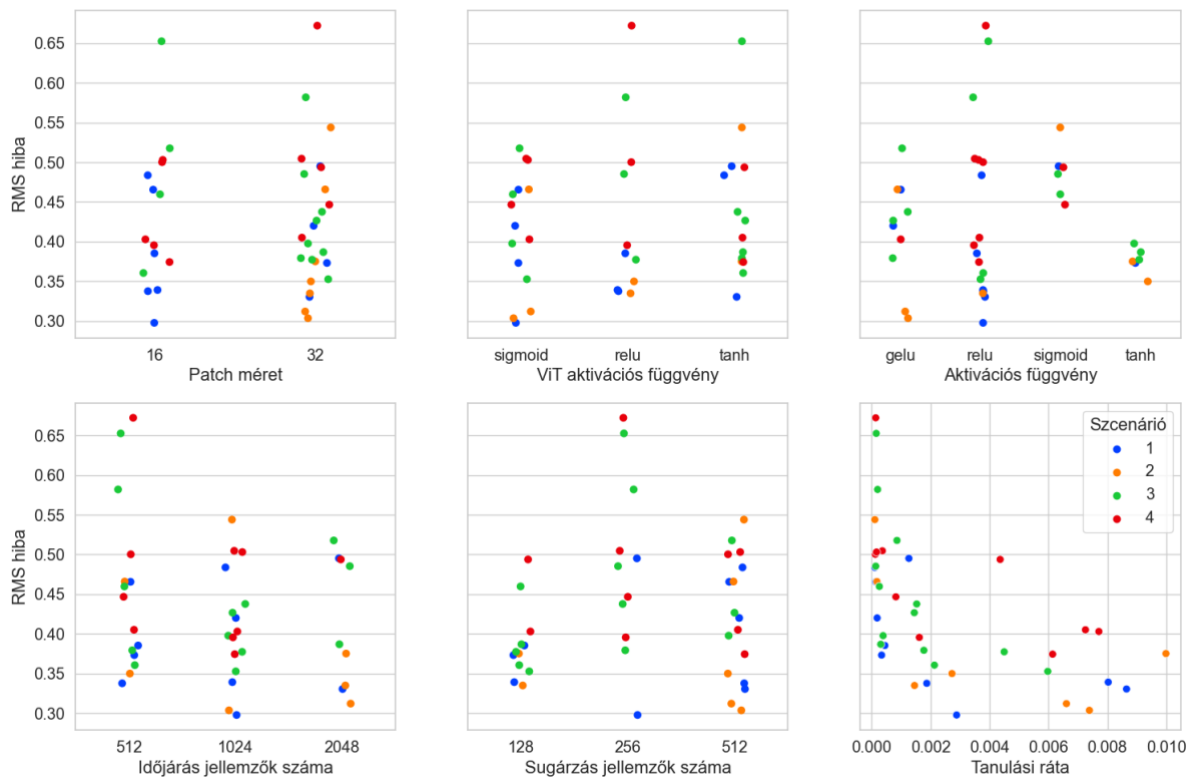 0.65
0.60
0.55
0.50
0.45
0.40
0.35
0.30
RMS hiba
16
32
Patch méret
sigmoid
relu
tanh
ViT aktivációs függvény
gelu
relu
sigmoid
tanh
Aktivációs függvény
0.65
0.60
0.55
0.50
0.45
0.40
0.35
0.30
RMS hiba
512
1024
2048
Időjárás jellemzők száma
128
256
512
Sugárzás jellemzők száma
Szcenárió
1
2
3
4
0.000
0.002
0.004
0.006
0.008
0.010
Tanulási ráta